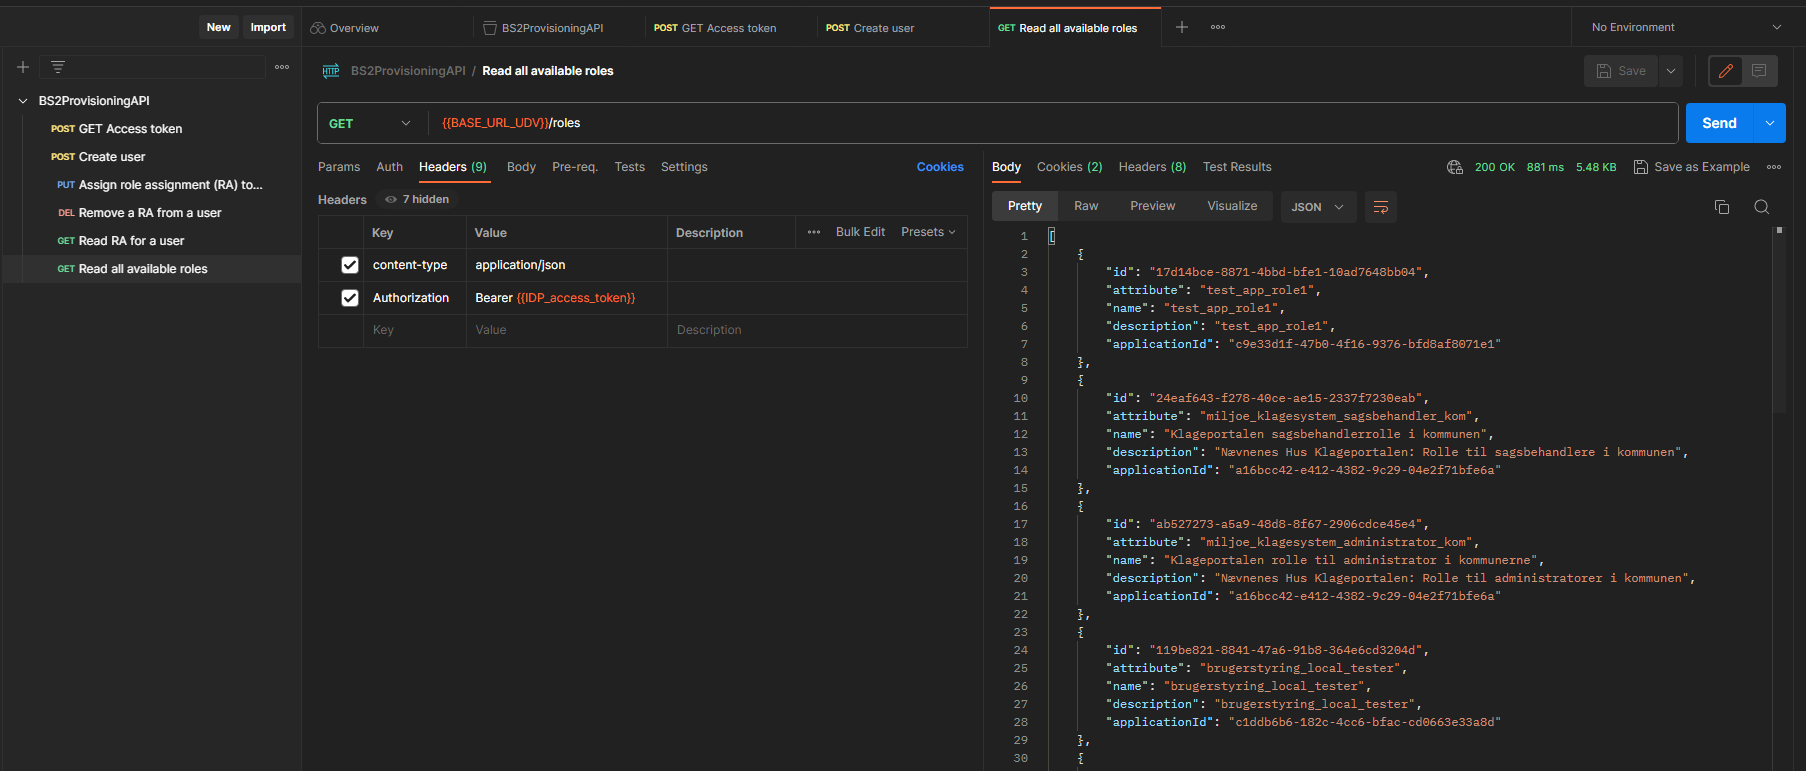 New Import Overview BS2ProvisioningAPI POST GET Access token POST Create user GET Read all available roles No Environment
BS2ProvisioningAPI
POST GET Access token
POST Create user
PUT Assign role assignment (RA) to...
DEL Remove a RA from a user
GET Read RA for a user
GET Read all available roles
HTTP BS2ProvisioningAPI / Read all available roles Save
GET {{BASE_URL_UDV}}/roles Send
Params Auth Headers (9) Body Pre-req. Tests Settings Cookies
Headers 7 hidden
Key Value Description Bulk Edit Presets
content-type application/json
Authorization Bearer {{IDP_access_token}}
Key Value Description
Body Cookies (2) Headers (8) Test Results 200 OK 881 ms 5.48 KB Save as Example
Pretty Raw Preview Visualize JSON
1 [
2 {
3 "id": "17d14bce-8871-4bbd-bfe1-10ad7648bb04",
4 "attribute": "test_app_role1",
5 "name": "test_app_role1",
6 "description": "test_app_role1",
7 "applicationId": "c9e33d1f-47b0-4f16-9376-bfd8af8071e1"
8 },
9 {
10 "id": "24eaf643-f278-40ce-ae15-2337f7230eab",
11 "attribute": "miljoe_klagesystem_sagsbehandler_kom",
12 "name": "Klageportalen sagsbehandlerrolle i kommunen",
13 "description": "Nævnenes Hus Klageportalen: Rolle til sagsbehandlere i kommunen",
14 "applicationId": "a16bcc42-e412-4382-9c29-04e2f71bfe6a"
15 },
16 {
17 "id": "ab527273-a5a9-48d8-8f67-2906cdce45e4",
18 "attribute": "miljoe_klagesystem_administrator_kom",
19 "name": "Klageportalen rolle til administrator i kommunerne",
20 "description": "Nævnenes Hus Klageportalen: Rolle til administratorer i kommunen",
21 "applicationId": "a16bcc42-e412-4382-9c29-04e2f71bfe6a"
22 },
23 {
24 "id": "119be821-8841-47a6-91b8-364e6cd3204d",
25 "attribute": "brugerstyring_local_tester",
26 "name": "brugerstyring_local_tester",
27 "description": "brugerstyring_local_tester",
28 "applicationId": "c1ddb6b6-182c-4cc6-bfac-cd0663e33a8d"
29 },
30 {